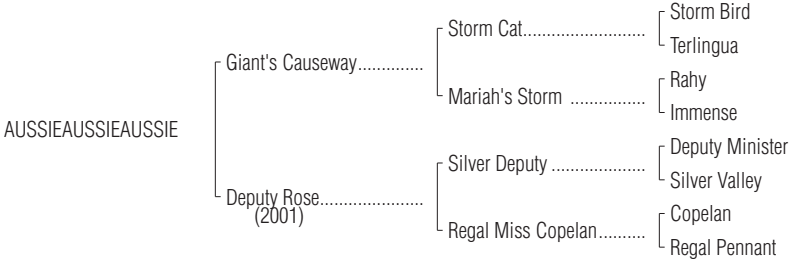 Storm Bird
Storm Cat..........................
Terlingua
Giant's Causeway..............
Rahy
Mariah's Storm ................
Immense
AUSSIEAUSSIEAUSSIE
Deputy Minister
Silver Deputy ....................
Silver Valley
Deputy Rose......................
(2001)
Copelan
Regal Miss Copelan..........
Regal Pennant